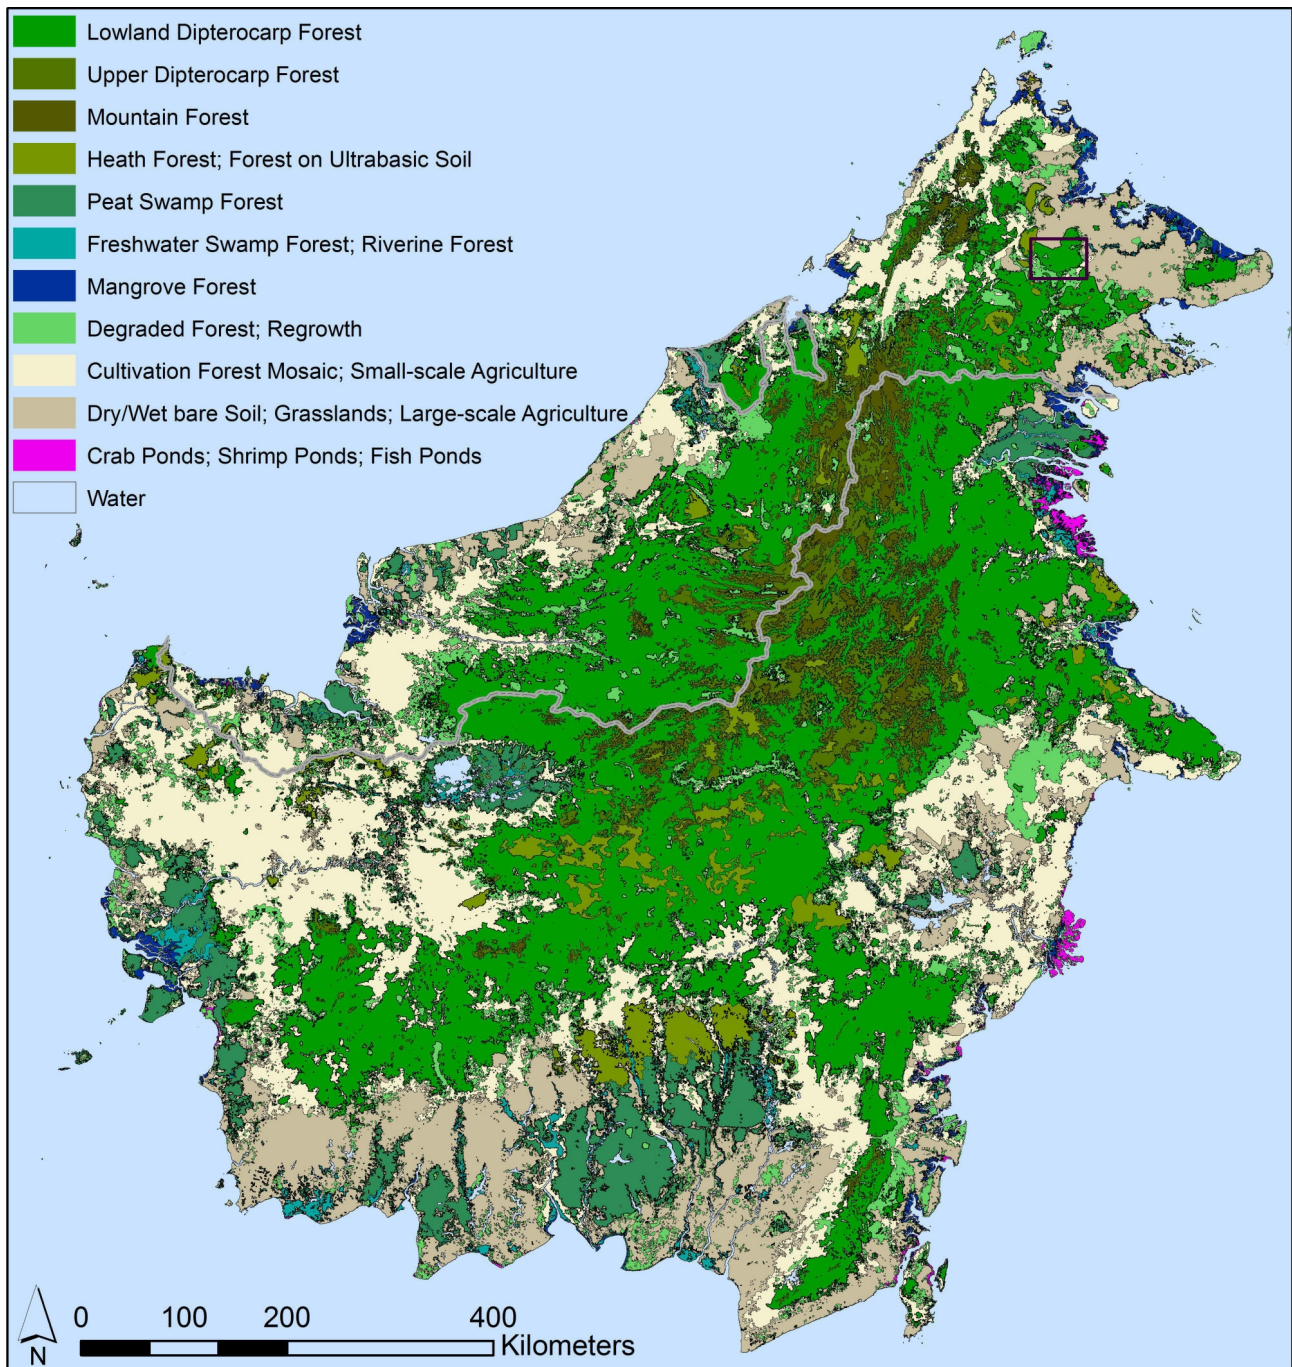 Lowland Dipterocarp Forest
Upper Dipterocarp Forest
Mountain Forest
Heath Forest; Forest on Ultrabasic Soil
Peat Swamp Forest
Freshwater Swamp Forest; Riverine Forest
Mangrove Forest
Degraded Forest; Regrowth
Cultivation Forest Mosaic; Small-scale Agriculture
Dry/Wet bare Soil; Grasslands; Large-scale Agriculture
Crab Ponds; Shrimp Ponds; Fish Ponds
Water
0 100 200 400
Kilometers
N